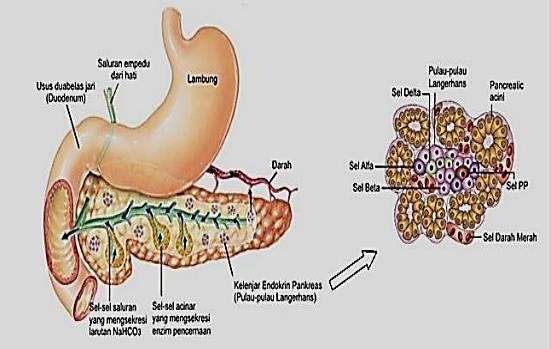 Saluran empedu
dari hati
Usus duabelas jari
(Duodenum)
Lambung
Darah
Kelenjar Endokrin Pankreas
(Pulau-pulau Langerhans)
Sel-sel saluran
yang mengsekresi
larutan NaHCO3
Sel-sel acinar
yang mengsekresi
enzim pencernaan
Pulau-pulau
Langerhans
Sel Delta
Pancreatic
acini
Sel Alfa
Sel Beta
Sel PP
Sel Darah Merah